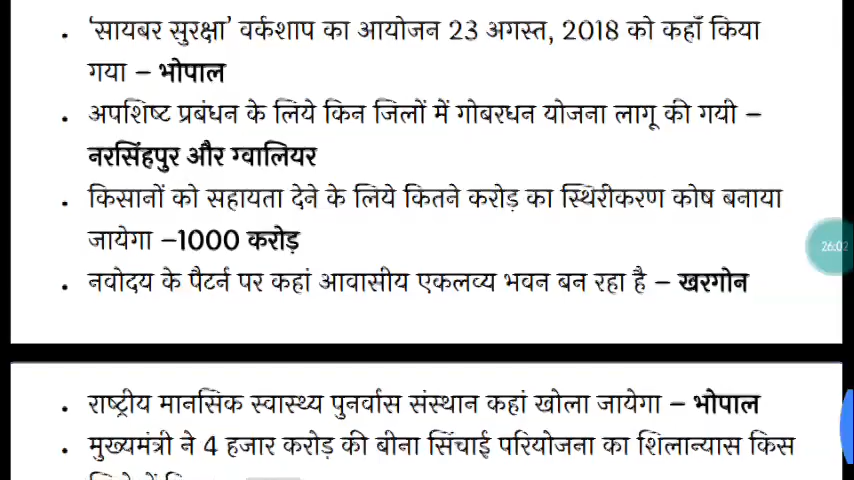 • 'सायबर सुरक्षा' वर्कशाप का आयोजन 23 अगस्त, 2018 को कहाँ किया
गया – भोपाल
• अपशिष्ट प्रबंधन के लिये किन जिलों में गोबरधन योजना लागू की गयी –
नरसिंहपुर और ग्वालियर
• किसानों को सहायता देने के लिये कितने करोड़ का स्थिरीकरण कोष बनाया
जायेगा –1000 करोड़
26:02
• नवोदय के पैटर्न पर कहां आवासीय एकलव्य भवन बन रहा है – खरगोन
• राष्ट्रीय मानसिक स्वास्थ्य पुनर्वास संस्थान कहां खोला जायेगा – भोपाल
• मुख्यमंत्री ने 4 हजार करोड़ की बीना सिंचाई परियोजना का शिलान्यास किस